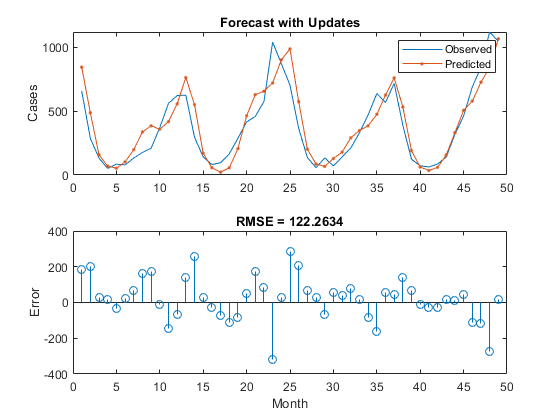 Forecast with Updates
Observed
Predicted
Cases
1000
500
0
0 5 10 15 20 25 30 35 40 45 50
RMSE = 122.2634
Error
400
200
0
-200
-400
0 5 10 15 20 25 30 35 40 45 50
Month